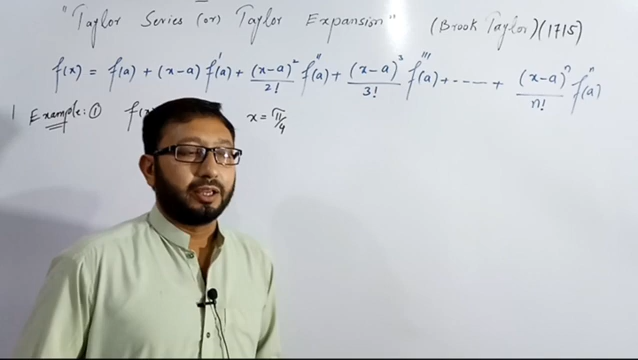 "Taylor Series (or) Taylor Expansion" (Brook Taylor)(1715)
f(x) = f(a) + (x-a) f'(a) + (x-a)²/2! f''(a) + (x-a)³/3! f'''(a) + ---- + (x-a)ⁿ/n! fⁿ(a)
Example: ① f(x x = π/4